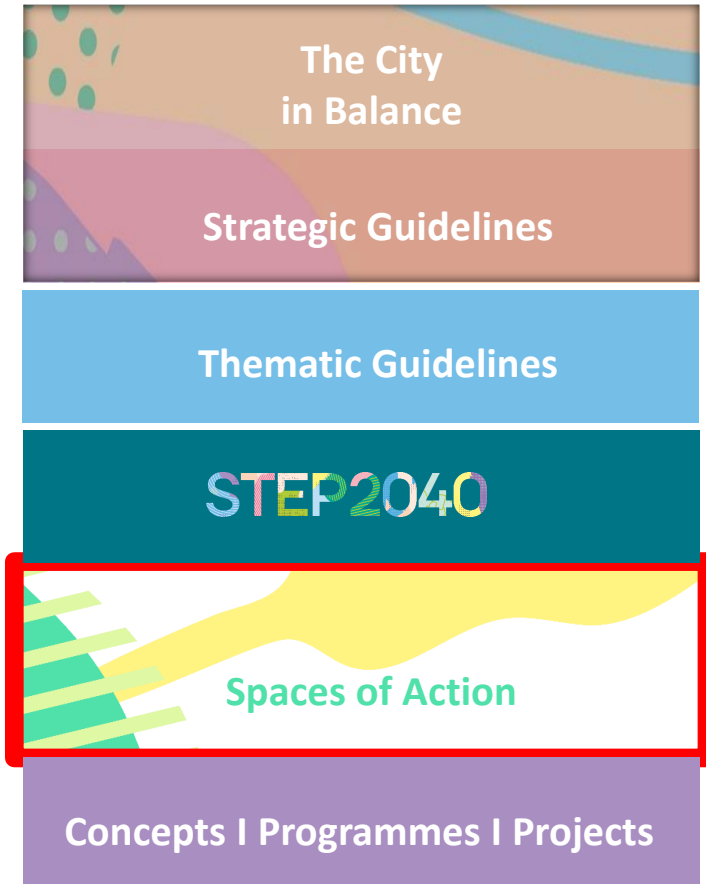 The City
in Balance
Strategic Guidelines
Thematic Guidelines
STEP2040
Spaces of Action
Concepts I Programmes I Projects